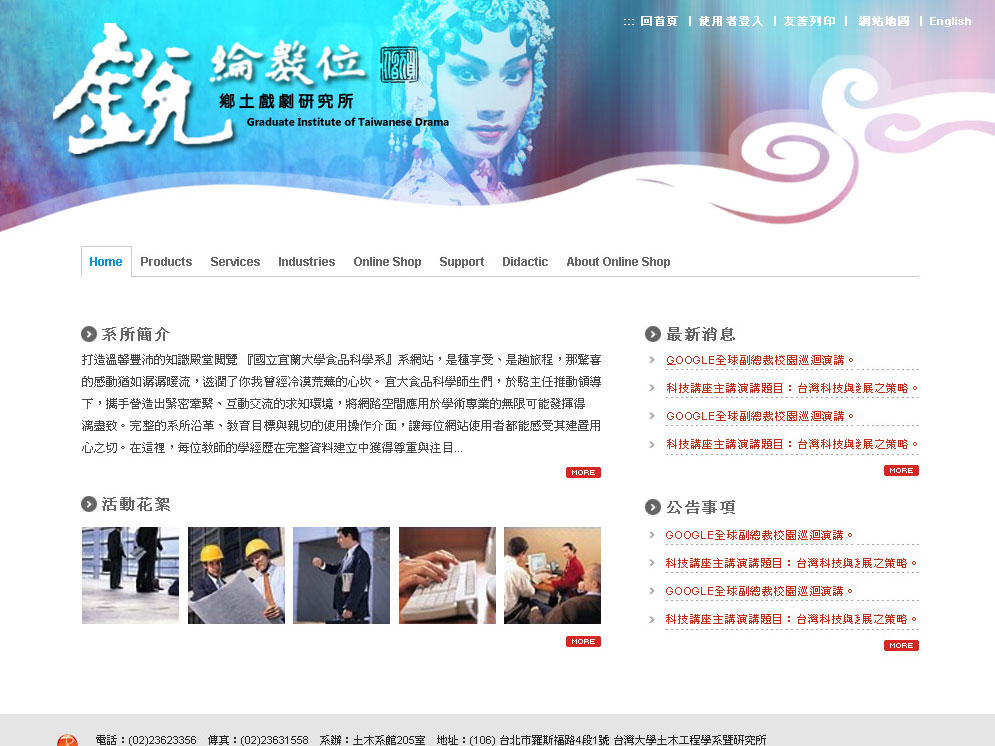 ::: 回首頁 | 使用者登入 | 友善列印 | 網站地圖 | English
銳綸數位
鄉土戲劇研究所
Graduate Institute of Taiwanese Drama
Home Products Services Industries Online Shop Support Didactic About Online Shop
系所簡介
打造溫馨豐沛的知識殿堂閱覽 『國立宜蘭大學食品科學系』系網站，是種享受、是趟旅程，那驚喜
的感動猶如潺潺暖流，滋潤了你我曾經冷漠荒蕪的心坎。宜大食品科學師生們，於駱主任推動領導
下，攜手營造出緊密牽緊、互動交流的求知環境，將網路空間應用於學術專業的無限可能發揮得
淋漓盡致。完整的系所沿革、教育目標與親切的使用操作介面，讓每位網站使用者都能感受其建置用
心之切。在這裡，每位教師的學經歷在完整資料建立中獲得尊重與注目...
MORE
活動花絮
MORE
最新消息
GOOGLE全球副總裁校園巡迴演講。
科技講座主講演講題目：台灣科技與發展之策略。
GOOGLE全球副總裁校園巡迴演講。
科技講座主講演講題目：台灣科技與發展之策略。
MORE
公告事項
GOOGLE全球副總裁校園巡迴演講。
科技講座主講演講題目：台灣科技與發展之策略。
GOOGLE全球副總裁校園巡迴演講。
科技講座主講演講題目：台灣科技與發展之策略。
MORE
電話：(02)23623356 傳真：(02)23631558 系辦：土木系館205室 地址：(106) 台北市羅斯福路4段1號 台灣大學土木工程學系暨研究所